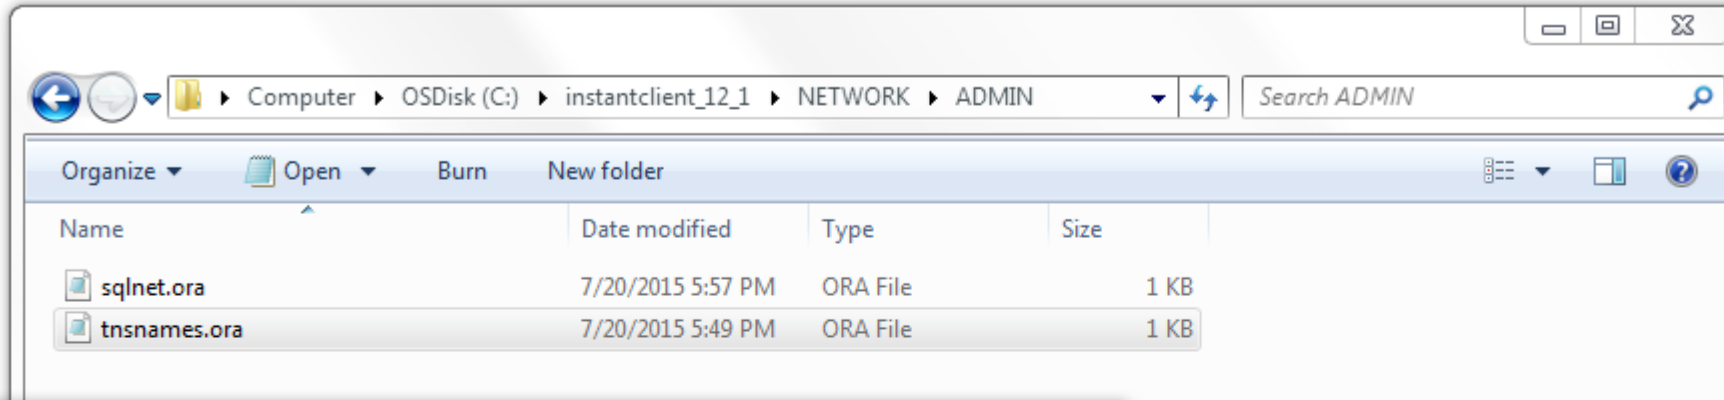 Computer OSDisk (C:) instantclient_12_1 NETWORK ADMIN Search ADMIN
Organize Open Burn New folder
Name Date modified Type Size
sqlnet.ora 7/20/2015 5:57 PM ORA File 1 KB
tnsnames.ora 7/20/2015 5:49 PM ORA File 1 KB